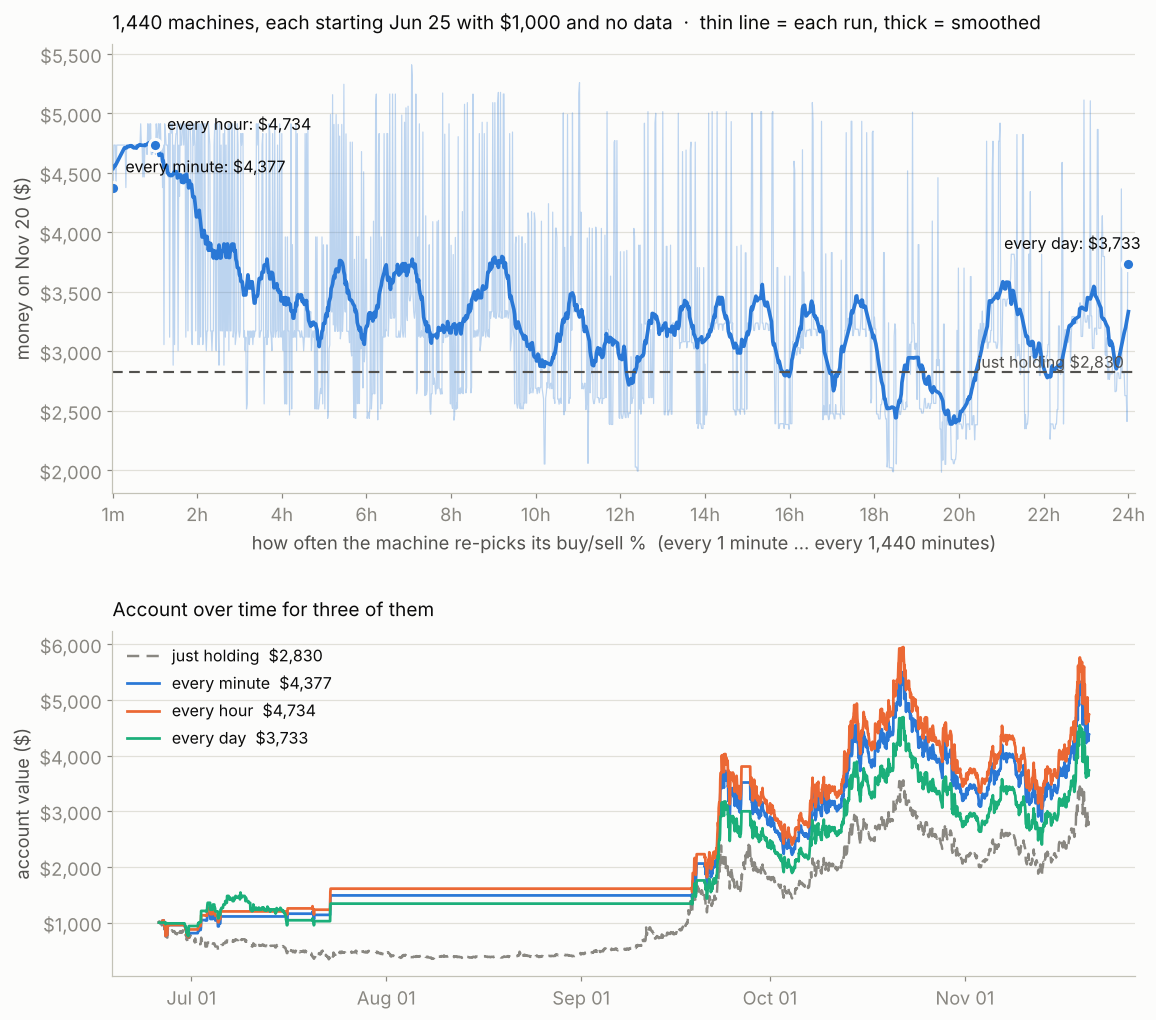 1,440 machines, each starting Jun 25 with $1,000 and no data · thin line = each run, thick = smoothed
money on Nov 20 ($)
$5,500
$5,000
$4,500
$4,000
$3,500
$3,000
$2,500
$2,000
every hour: $4,734
every minute: $4,377
every day: $3,733
just holding $2,830
1m 2h 4h 6h 8h 10h 12h 14h 16h 18h 20h 22h 24h
how often the machine re-picks its buy/sell % (every 1 minute ... every 1,440 minutes)
Account over time for three of them
account value ($)
$6,000
$5,000
$4,000
$3,000
$2,000
$1,000
just holding $2,830
every minute $4,377
every hour $4,734
every day $3,733
Jul 01 Aug 01 Sep 01 Oct 01 Nov 01